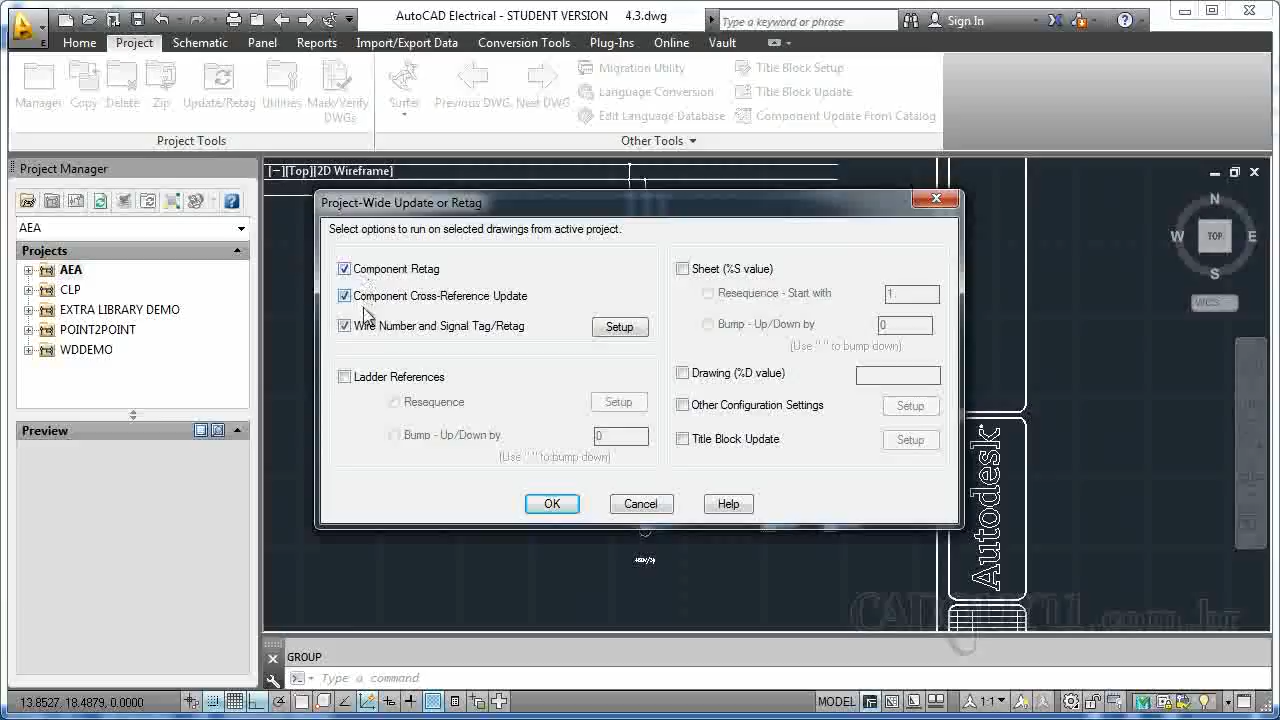 AutoCAD Electrical - STUDENT VERSION 4.3.dwg
Type a keyword or phrase
Sign In
Home Project Schematic Panel Reports Import/Export Data Conversion Tools Plug-Ins Online Vault
Manager Copy Delete Zip Update/Retag Utilities Mark/Verify DWGs
Surfer Previous DWG Next DWG
Migration Utility
Language Conversion
Edit Language Database
Title Block Setup
Title Block Update
Component Update From Catalog
Project Tools
Other Tools
Project Manager
AEA
Projects
AEA
CLP
EXTRA LIBRARY DEMO
POINT2POINT
WDDEMO
Preview
[−][Top][2D Wireframe]
N
W TOP E
S
WCS
Project-Wide Update or Retag
Select options to run on selected drawings from active project.
Component Retag
Component Cross-Reference Update
Wire Number and Signal Tag/Retag Setup
Ladder References
Resequence Setup
Bump - Up/Down by 0
(Use "-" to bump down)
Sheet (%S value)
Resequence - Start with 1
Bump - Up/Down by 0
(Use "-" to bump down)
Drawing (%D value)
Other Configuration Settings Setup
Title Block Update Setup
OK Cancel Help
Autodesk
GROUP
Type a command
13.8527, 18.4879, 0.0000
MODEL
1:1